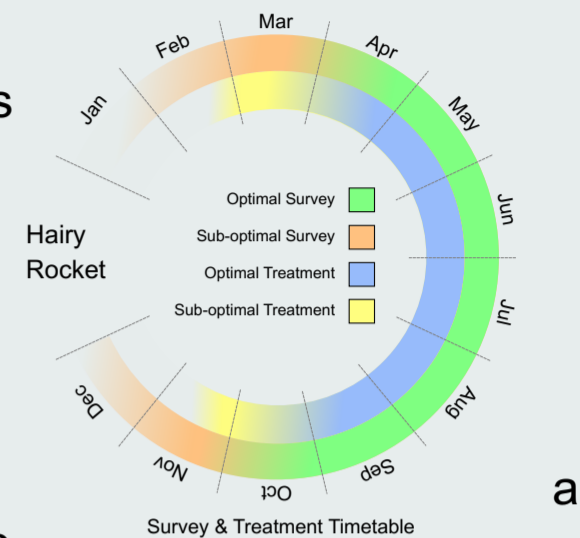 Mar
Feb
Apr
Jan
May
s
Jun
Optimal Survey
Hairy
Sub-optimal Survey
Rocket
Optimal Treatment
Sub-optimal Treatment
Jul
Dec
Aug
Nov
Sep
Oct
a
Survey & Treatment Timetable